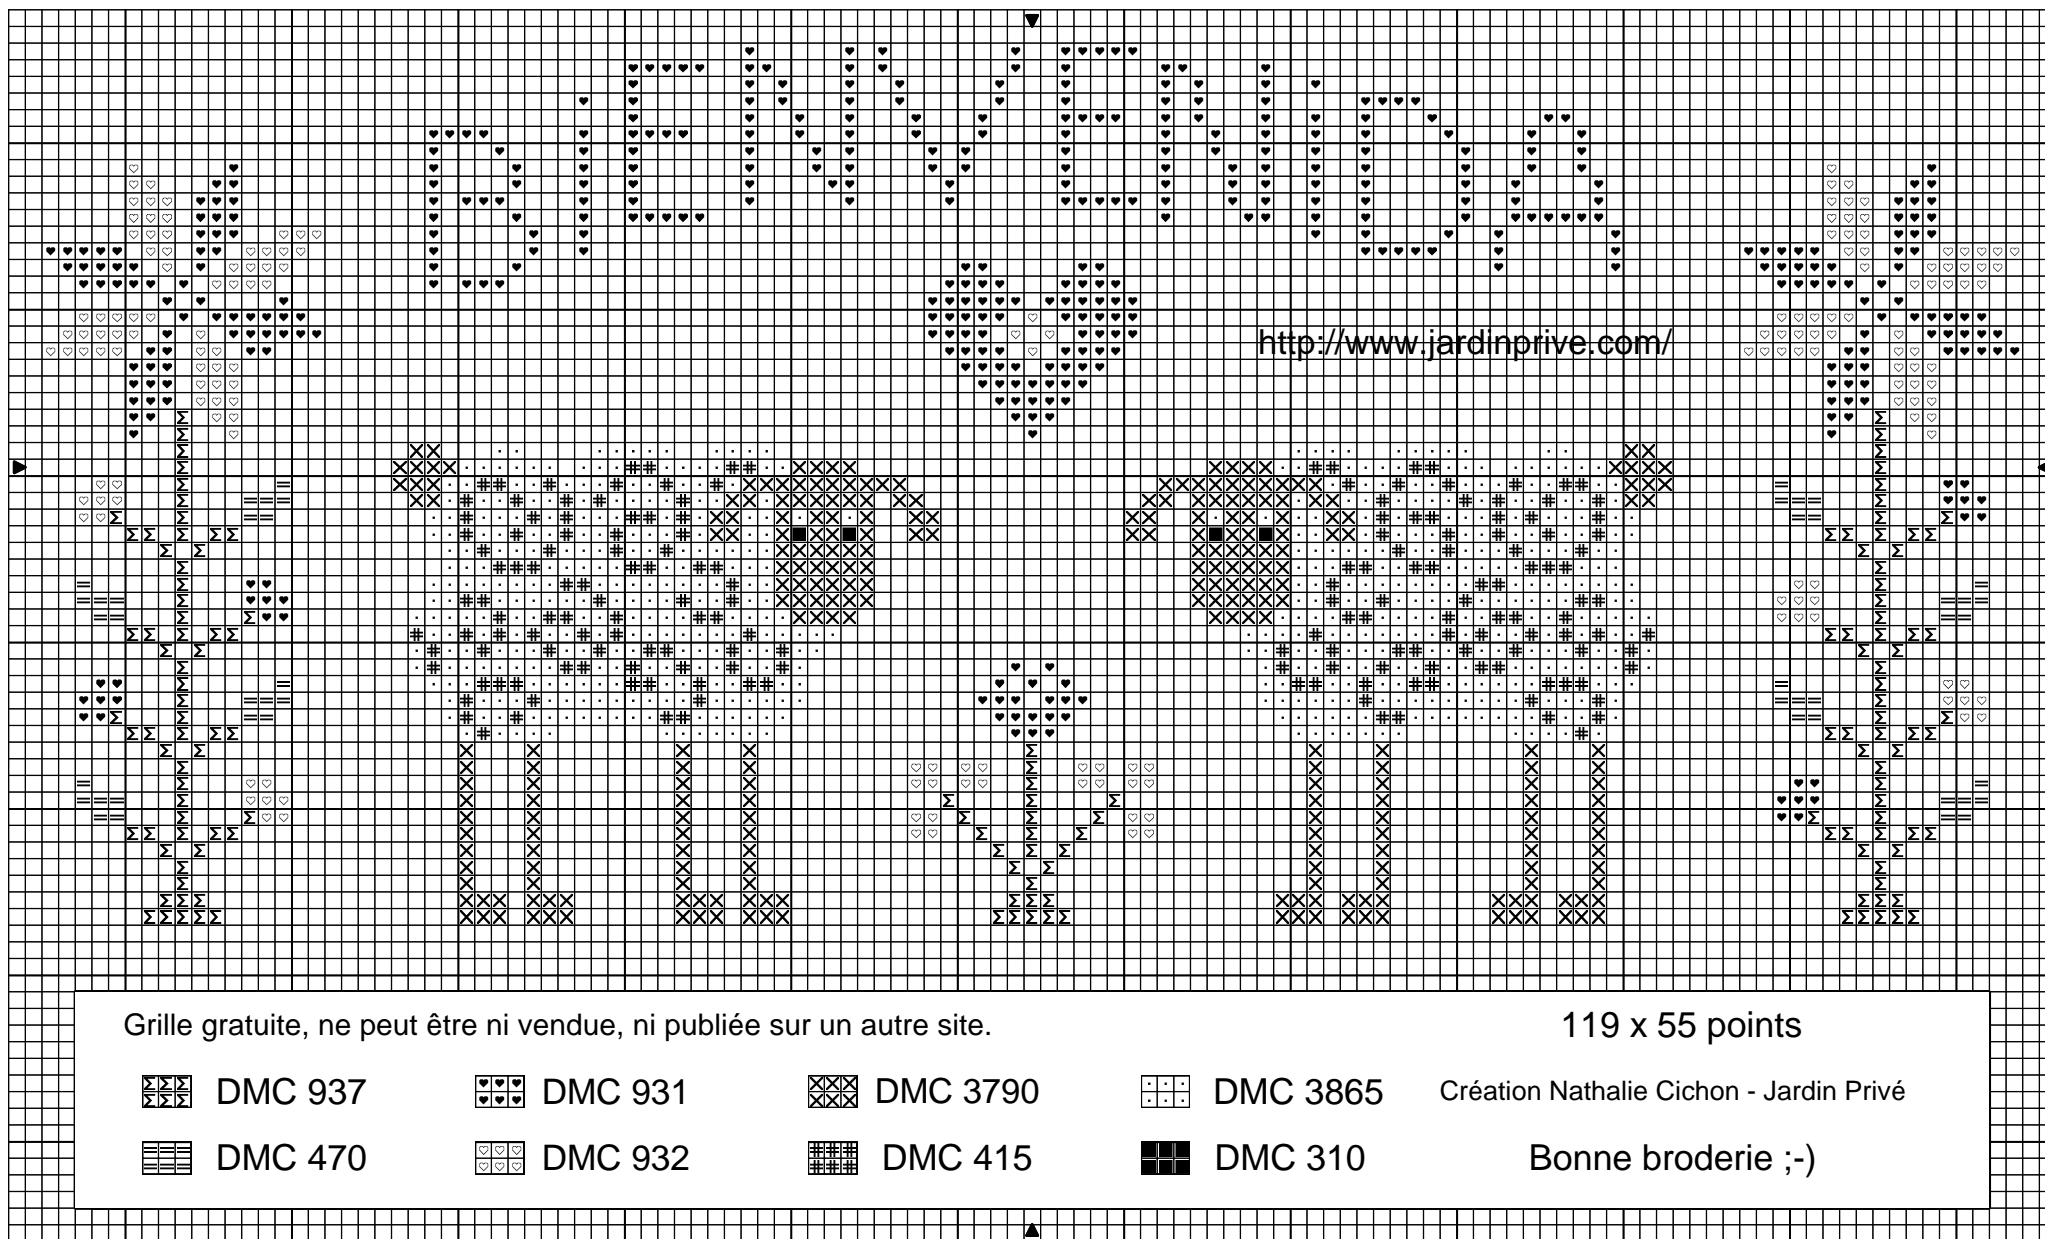 BIENVENIDA
http://www.jardinprive.com/
Grille gratuite, ne peut être ni vendue, ni publiée sur un autre site.
119 x 55 points
DMC 937
DMC 931
DMC 3790
DMC 3865
Création Nathalie Cichon - Jardin Privé
DMC 470
DMC 932
DMC 415
DMC 310
Bonne broderie ;-)